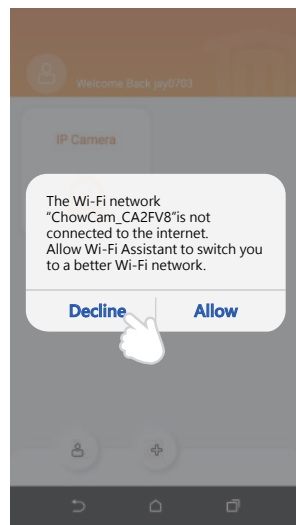 Welcome Back jay0703
IP Camera
The Wi-Fi network
“ChowCam_CA2FV8”is not
connected to the internet.
Allow Wi-Fi Assistant to switch you
to a better Wi-Fi network.
Decline Allow